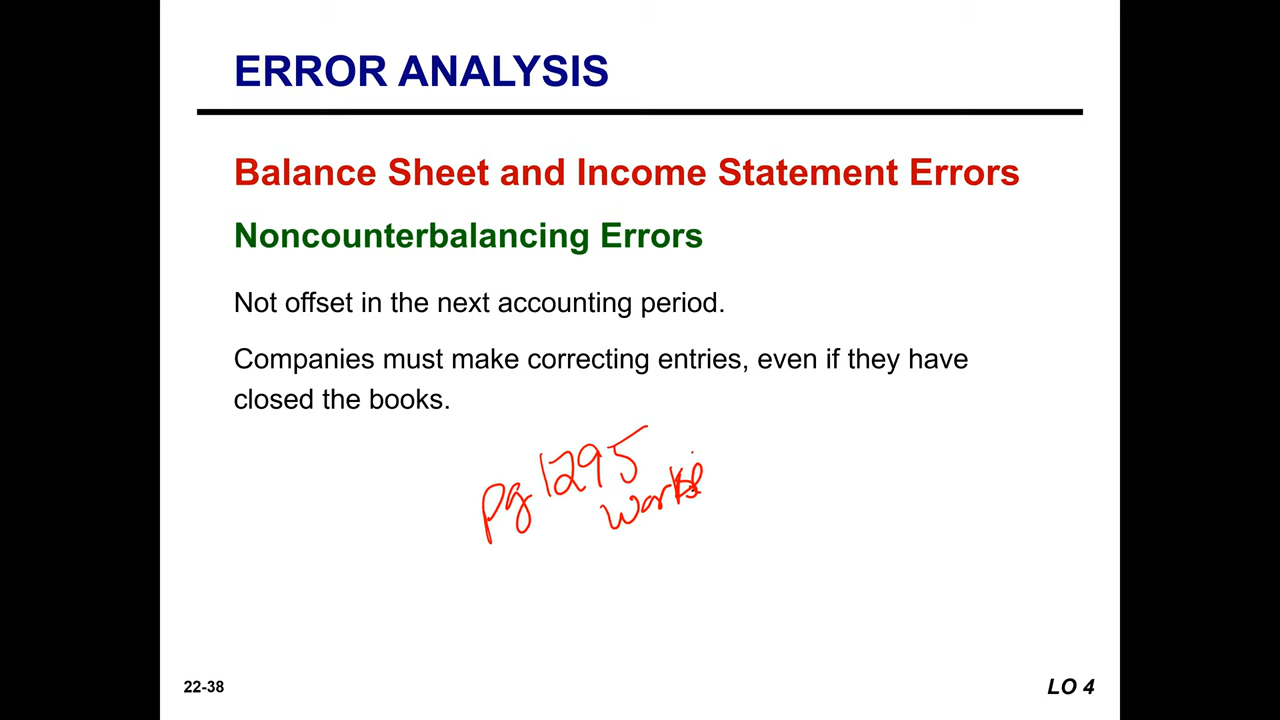 ERROR ANALYSIS
Balance Sheet and Income Statement Errors
Noncounterbalancing Errors
Not offset in the next accounting period.
Companies must make correcting entries, even if they have
closed the books.
pg 1295
22-38
LO 4